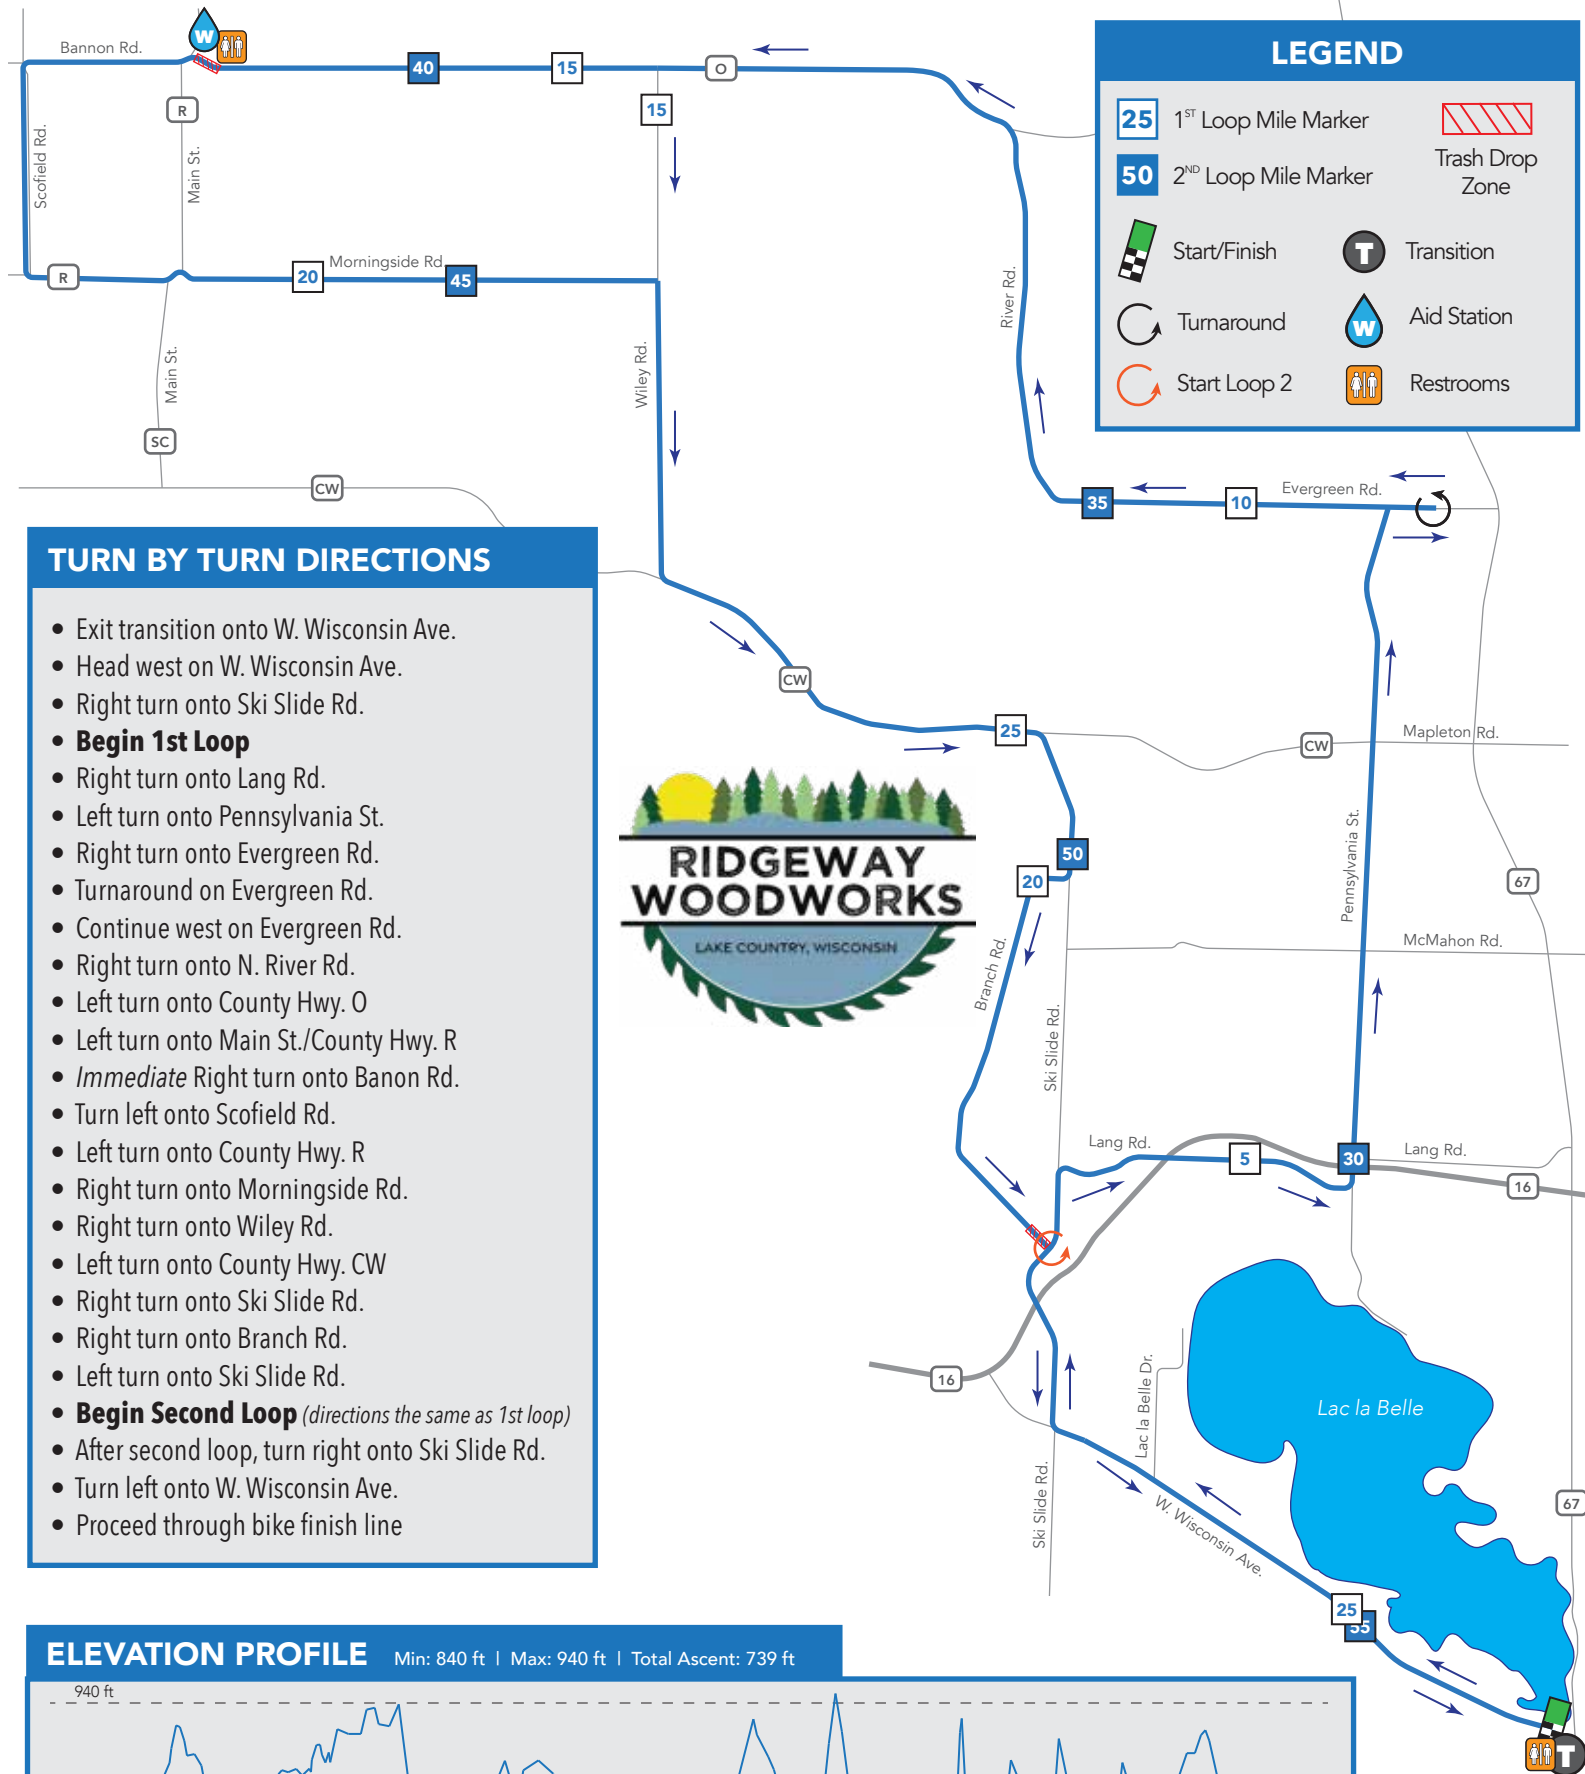 Bannon Rd.
W
40
15
O
15
R
Main St.
Scofield Rd.
R
20
Morningside Rd.
45
Main St.
SC
CW
Wiley Rd.
River Rd.
LEGEND
25 1ST Loop Mile Marker
50 2ND Loop Mile Marker
Trash Drop
Zone
Start/Finish
T Transition
Turnaround
W Aid Station
Start Loop 2
Restrooms
35
10
Evergreen Rd.
TURN BY TURN DIRECTIONS
• Exit transition onto W. Wisconsin Ave.
• Head west on W. Wisconsin Ave.
• Right turn onto Ski Slide Rd.
• Begin 1st Loop
• Right turn onto Lang Rd.
• Left turn onto Pennsylvania St.
• Right turn onto Evergreen Rd.
• Turnaround on Evergreen Rd.
• Continue west on Evergreen Rd.
• Right turn onto N. River Rd.
• Left turn onto County Hwy. O
• Left turn onto Main St./County Hwy. R
• Immediate Right turn onto Banon Rd.
• Turn left onto Scofield Rd.
• Left turn onto County Hwy. R
• Right turn onto Morningside Rd.
• Right turn onto Wiley Rd.
• Left turn onto County Hwy. CW
• Right turn onto Ski Slide Rd.
• Right turn onto Branch Rd.
• Left turn onto Ski Slide Rd.
• Begin Second Loop (directions the same as 1st loop)
• After second loop, turn right onto Ski Slide Rd.
• Turn left onto W. Wisconsin Ave.
• Proceed through bike finish line
CW
25
CW
Mapleton Rd.
RIDGEWAY
WOODWORKS
LAKE COUNTRY, WISCONSIN
50
20
Pennsylvania St.
67
Branch Rd.
McMahon Rd.
Ski Slide Rd.
Lang Rd.
5
30
Lang Rd.
16
16
Lac la Belle Dr.
Lac la Belle
Ski Slide Rd.
W. Wisconsin Ave.
67
25
55
T
ELEVATION PROFILE Min: 840 ft | Max: 940 ft | Total Ascent: 739 ft
940 ft